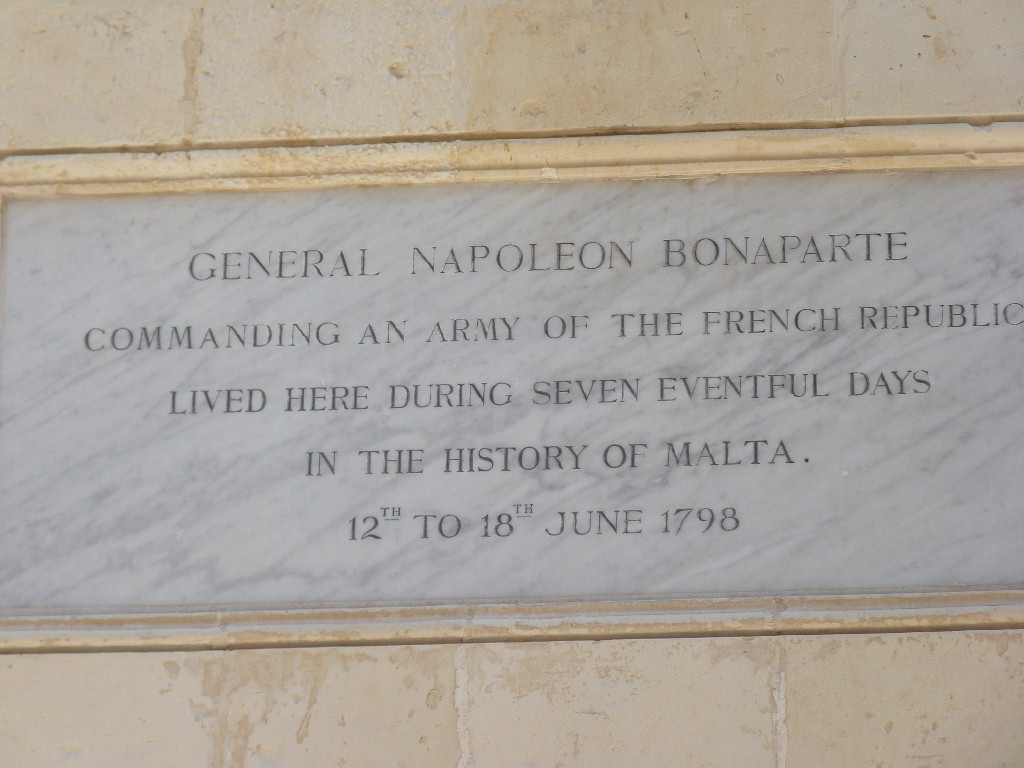 GENERAL NAPOLEON BONAPARTE
COMMANDING AN ARMY OF THE FRENCH REPUBLIC
LIVED HERE DURING SEVEN EVENTFUL DAYS
IN THE HISTORY OF MALTA.
12TH TO 18TH JUNE 1798